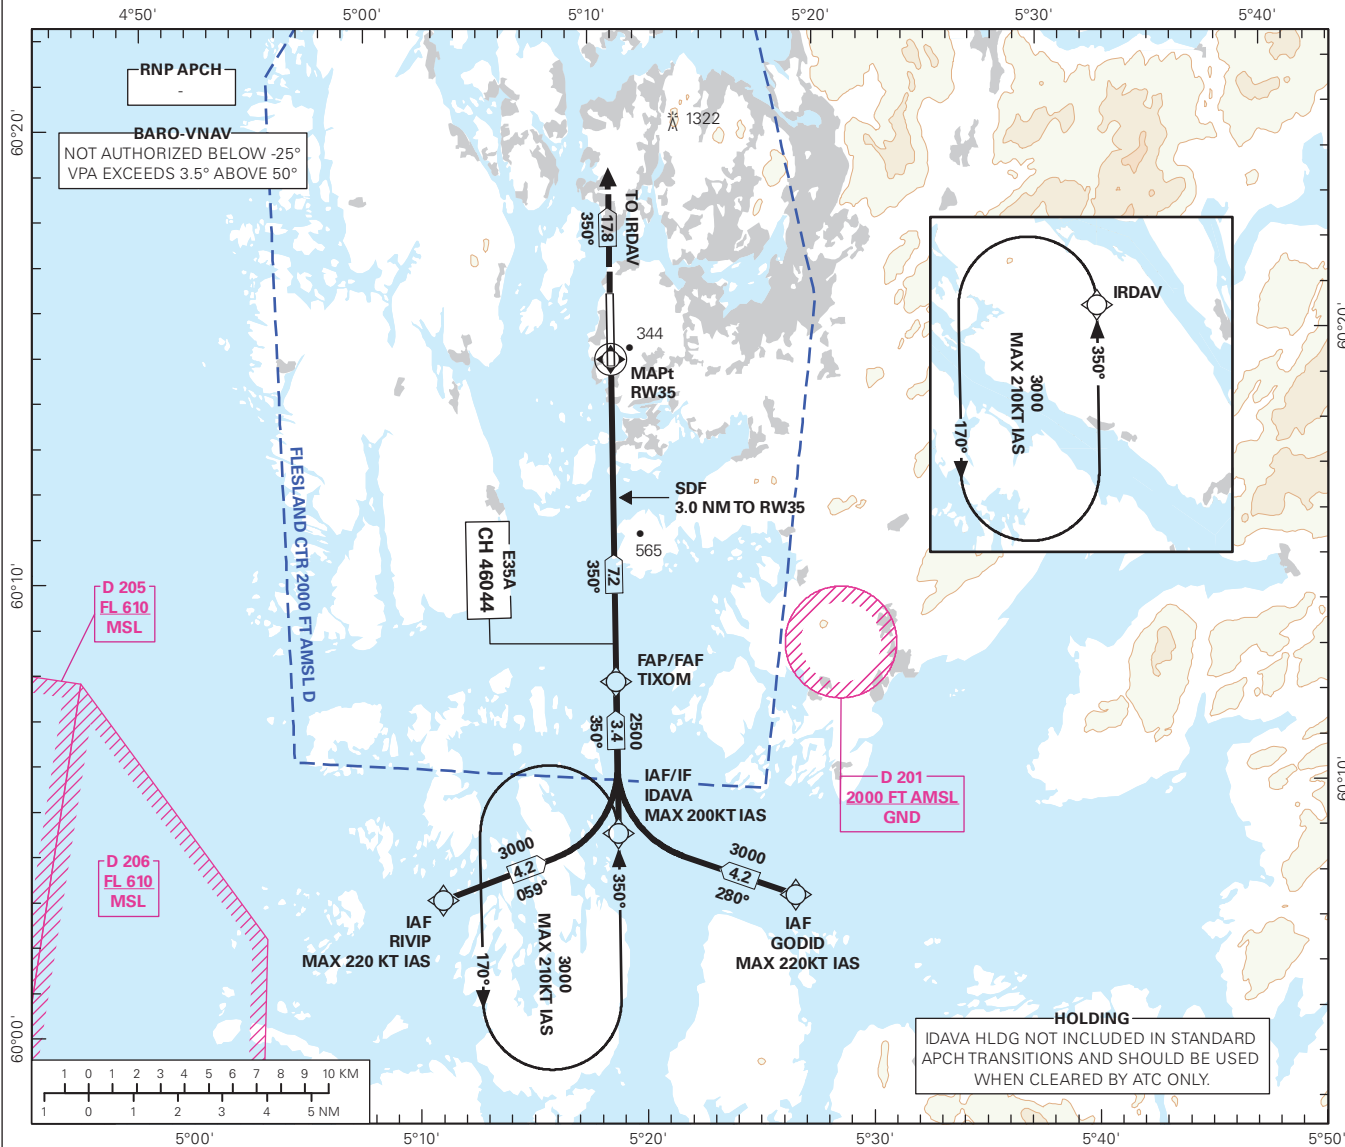 4°50'
5°00'
5°10'
5°20'
5°30'
5°40'
60°20'
60°10'
60°00'
RNP APCH
-
BARO-VNAV
NOT AUTHORIZED BELOW -25°
VPA EXCEEDS 3.5° ABOVE 50°
1322
TO IRDAV
17.8
350°
344
MAPt
RW35
IRDAV
350°
3000
MAX 210KT IAS
170°
60°20'
FLESLAND CTR 2000 FT AMSL D
SDF
3.0 NM TO RW35
565
E35A
CH 46044
7.2
350°
D 205
FL 610
MSL
FAP/FAF
TIXOM
2500
3.4
350°
IAF/IF
IDAVA
MAX 200KT IAS
D 201
2000 FT AMSL
GND
60°10'
D 206
FL 610
MSL
3000
4.2
059°
3000
4.2
280°
IAF
RIVIP
MAX 220 KT IAS
350°
3000
MAX 210KT IAS
170°
IAF
GODID
MAX 220KT IAS
HOLDING
IDAVA HLDG NOT INCLUDED IN STANDARD
APCH TRANSITIONS AND SHOULD BE USED
WHEN CLEARED BY ATC ONLY.
1 0 1 2 3 4 5 6 7 8 9 10 KM
1 0 1 2 3 4 5 NM
5°00'
5°10'
5°20'
5°30'
5°40'
5°50'